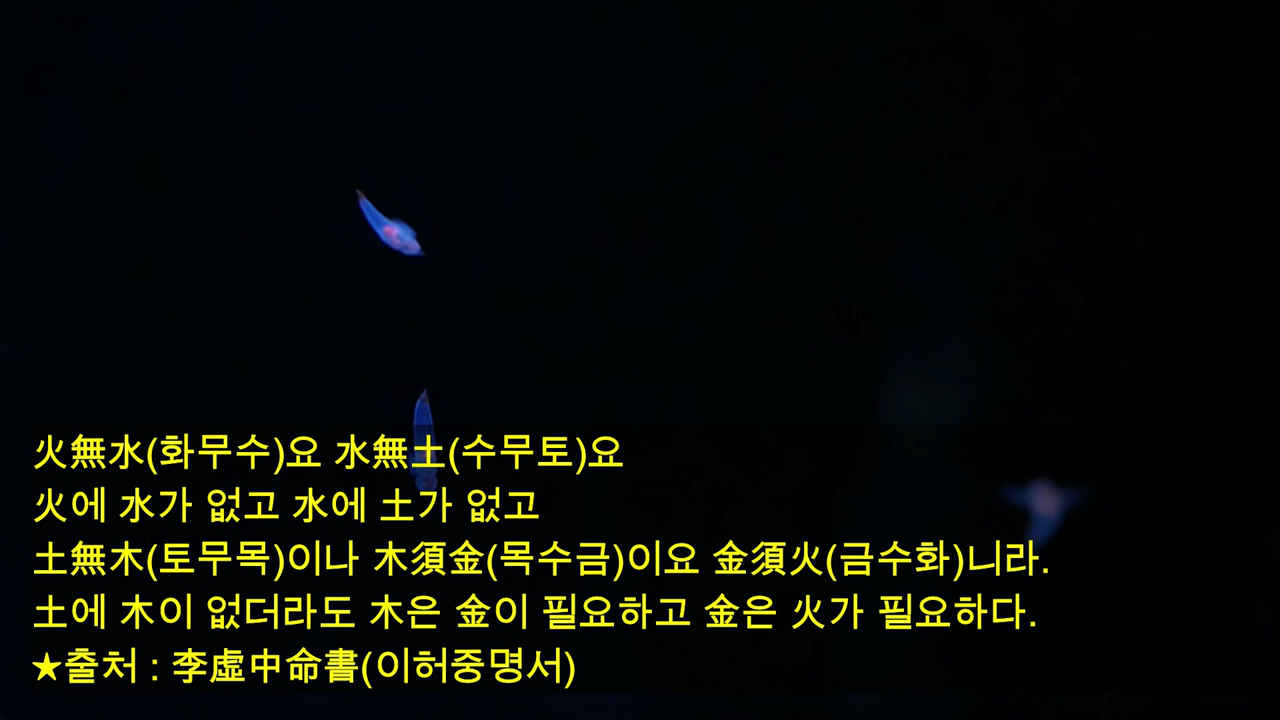 火無水(화무수)요 水無土(수무토)요
火에 水가 없고 水에 土가 없고
土無木(토무목)이나 木須金(목수금)이요 金須火(금수화)니라.
土에 木이 없더라도 木은 金이 필요하고 金은 火가 필요하다.
★출처 : 李虛中命書(이허중명서)